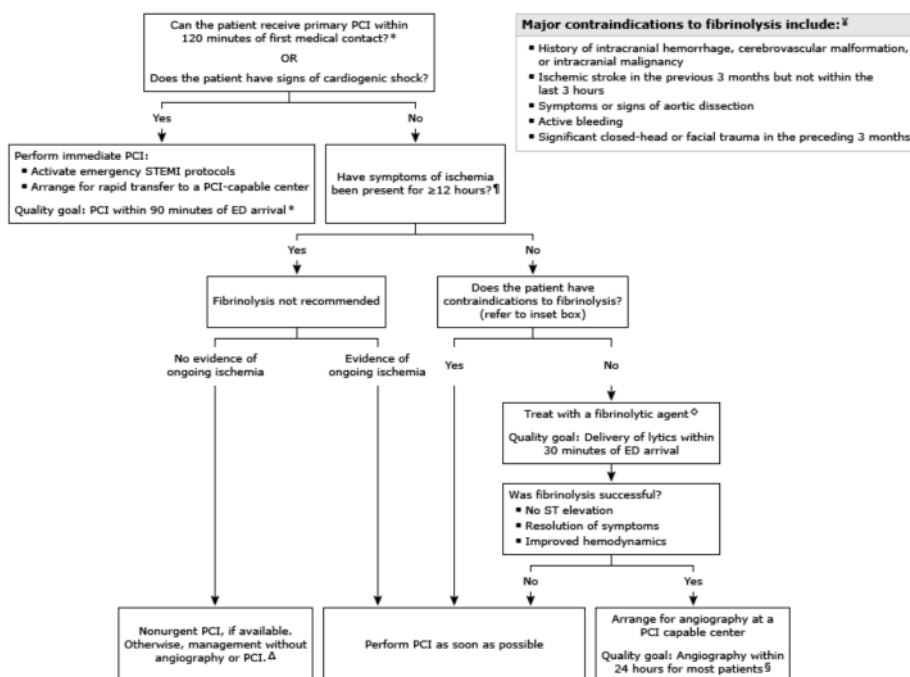 Can the patient receive primary PCI within
120 minutes of first medical contact?*
OR
Does the patient have signs of cardiogenic shock?
Major contraindications to fibrinolysis include:¥
▪ History of intracranial hemorrhage, cerebrovascular malformation,
or intracranial malignancy
▪ Ischemic stroke in the previous 3 months but not within the
last 3 hours
▪ Symptoms or signs of aortic dissection
▪ Active bleeding
▪ Significant closed-head or facial trauma in the preceding 3 months
Yes
No
Perform immediate PCI:
▪ Activate emergency STEMI protocols
▪ Arrange for rapid transfer to a PCI-capable center
Quality goal: PCI within 90 minutes of ED arrival*
Have symptoms of ischemia
been present for ≥12 hours?¶
Yes
No
Fibrinolysis not recommended
Does the patient have
contraindications to fibrinolysis?
(refer to inset box)
No evidence of
ongoing ischemia
Evidence of
ongoing ischemia
Yes
No
Treat with a fibrinolytic agent◊
Quality goal: Delivery of lytics within
30 minutes of ED arrival
Was fibrinolysis successful?
▪ No ST elevation
▪ Resolution of symptoms
▪ Improved hemodynamics
No
Yes
Nonurgent PCI, if available.
Otherwise, management without
angiography or PCI.Δ
Perform PCI as soon as possible
Arrange for angiography at a
PCI capable center
Quality goal: Angiography within
24 hours for most patients§